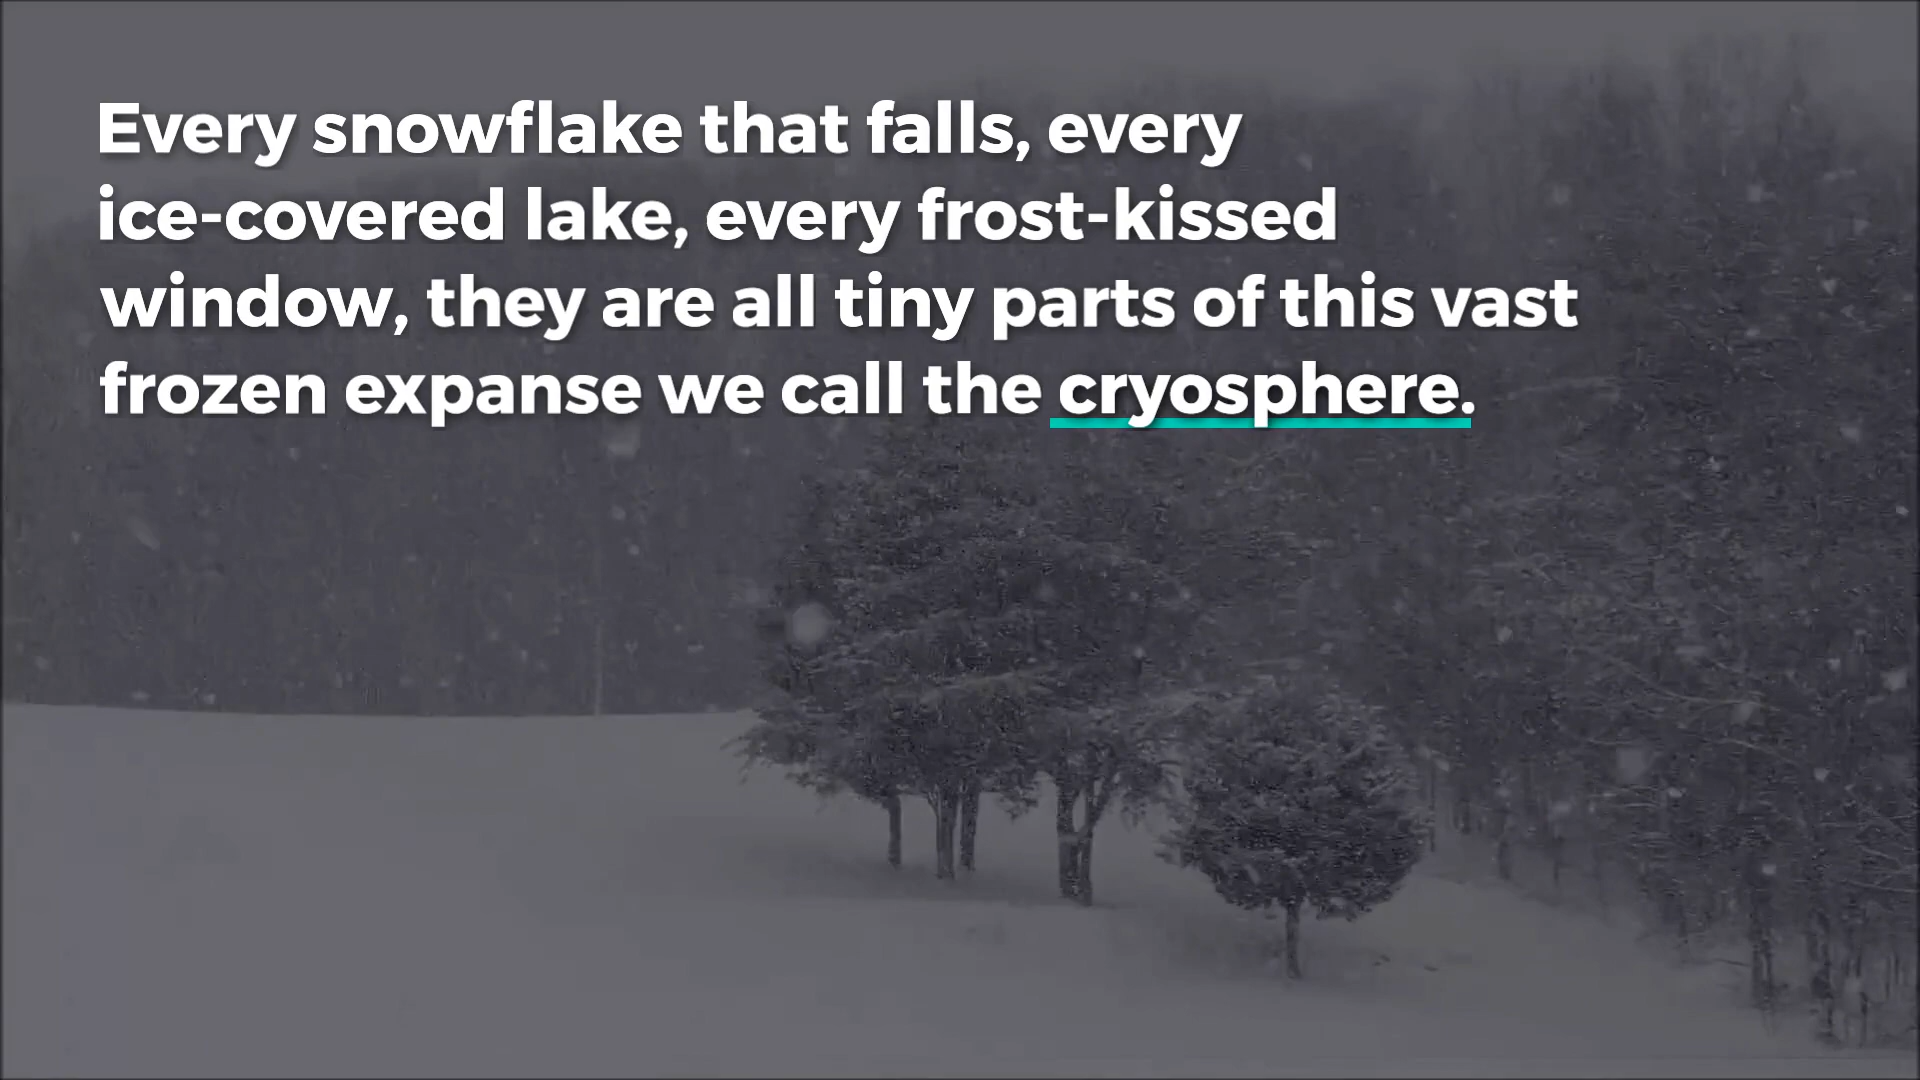 Every snowflake that falls, every
ice-covered lake, every frost-kissed
window, they are all tiny parts of this vast
frozen expanse we call the cryosphere.